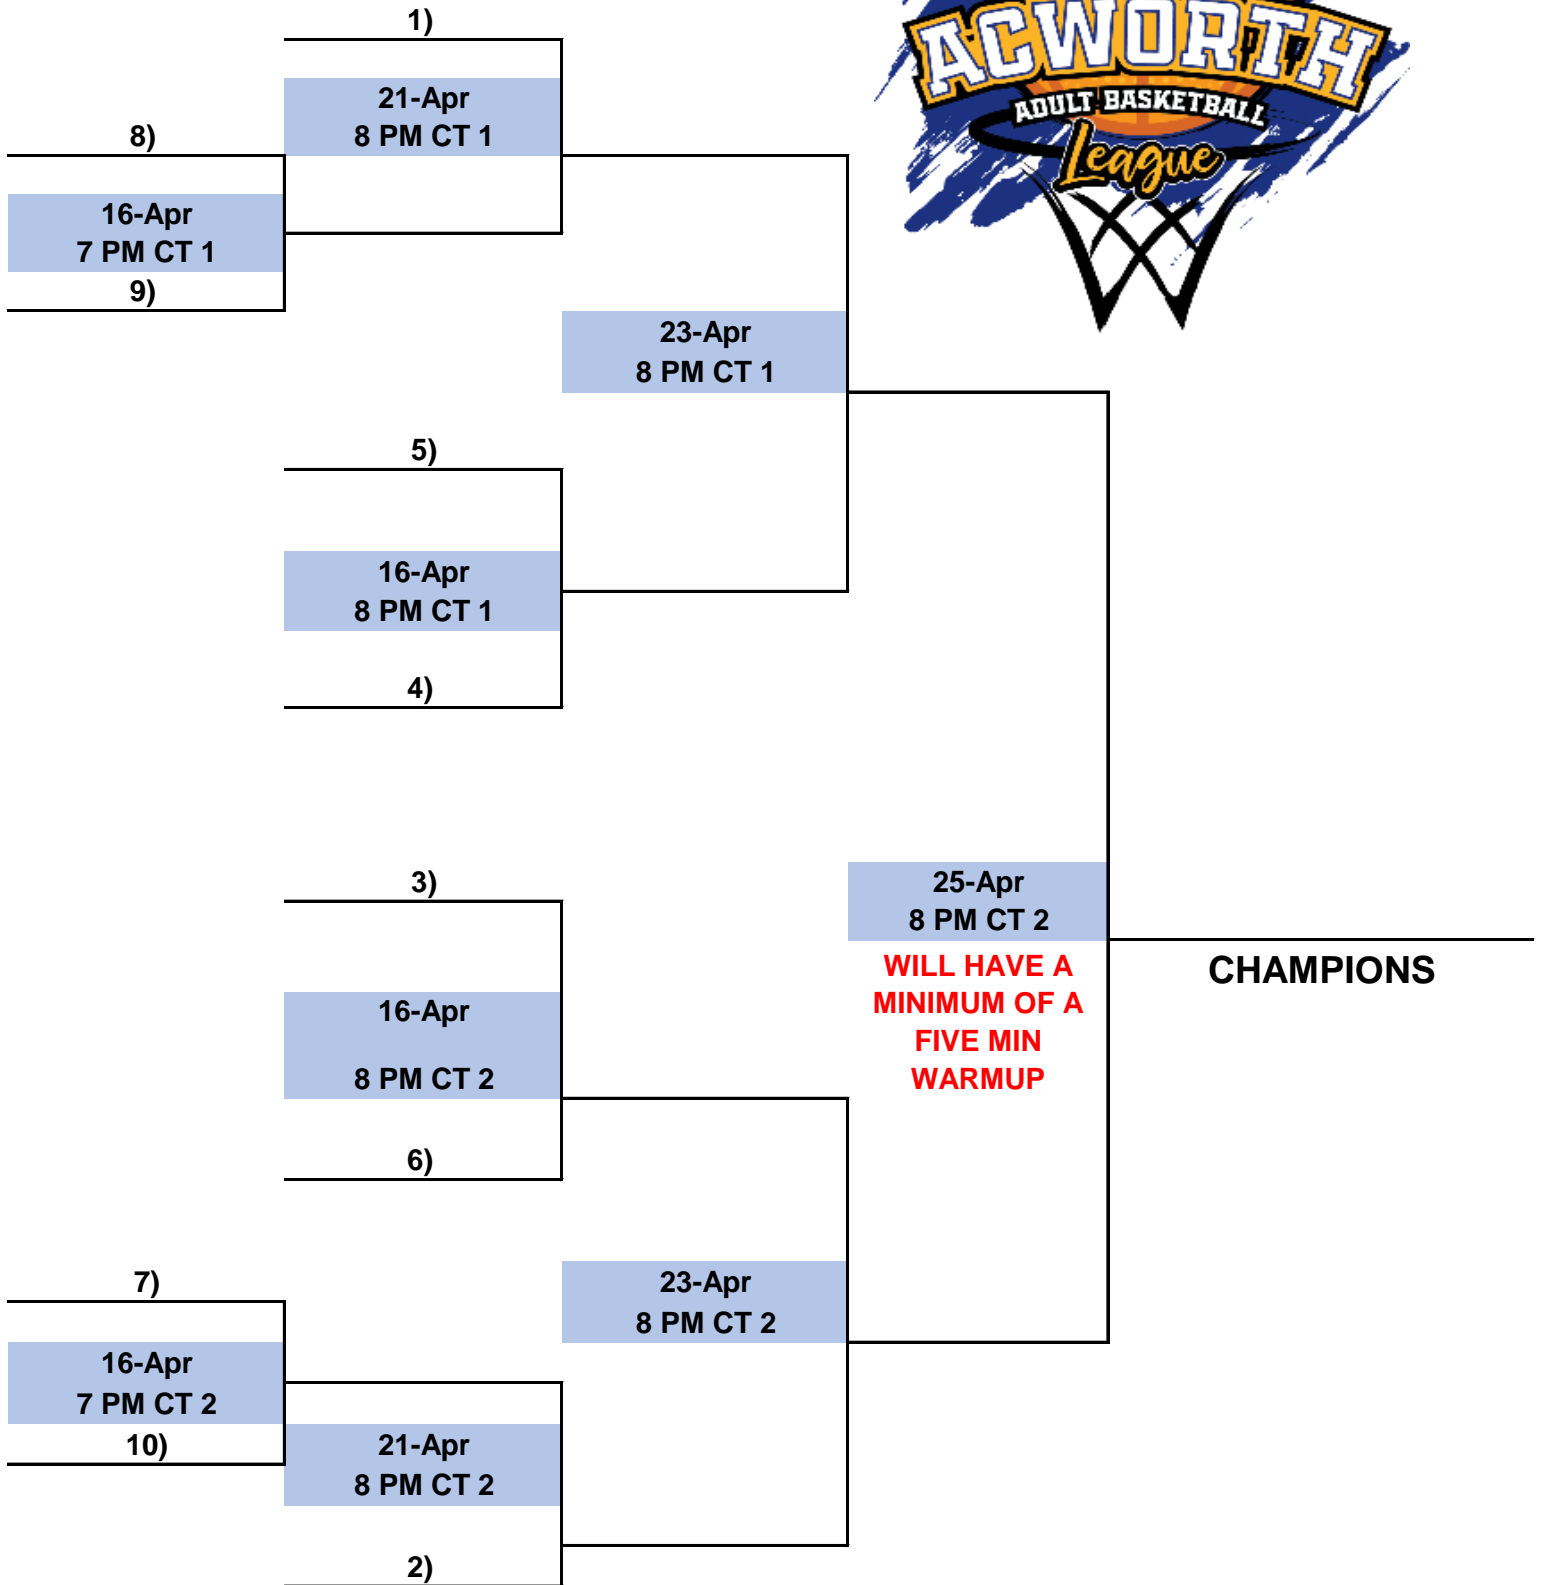 1)
ACWORTH
ADULT BASKETBALL
League
21-Apr
8 PM CT 1
8)
16-Apr
7 PM CT 1
9)
23-Apr
8 PM CT 1
5)
16-Apr
8 PM CT 1
4)
3)
25-Apr
8 PM CT 2
WILL HAVE A
MINIMUM OF A
FIVE MIN
WARMUP
CHAMPIONS
16-Apr
8 PM CT 2
6)
7)
23-Apr
8 PM CT 2
16-Apr
7 PM CT 2
10)
21-Apr
8 PM CT 2
2)